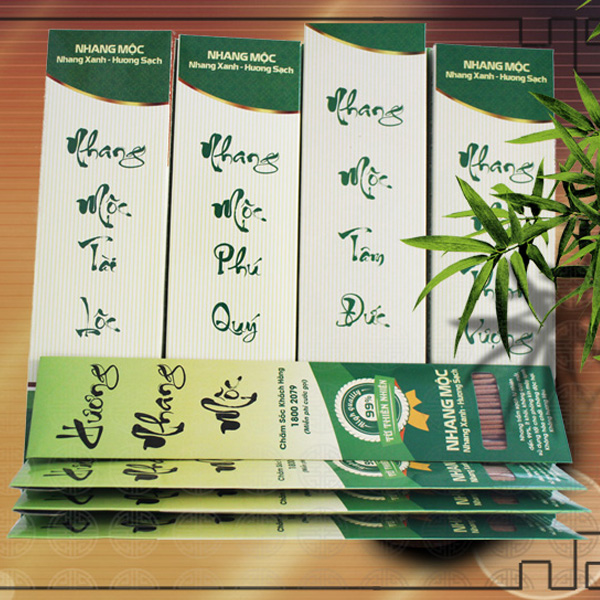 NHANG MỘC
Nhang Xanh - Hương Sạch
Nhang
Mộc
Tài
Lộc
NHANG MỘC
Nhang Xanh - Hương Sạch
Nhang
Mộc
Phú
Quý
Nhang
Mộc
Tâm
Đức
NHANG MỘC
Nhang Xanh - Hương Sạch
Nhang
Vượng
Hương
Nhang
Mộc
Chăm Sóc Khách Hàng
1800 2079
(Miễn phí cước gọi)
High Quality
99%
TỪ THIÊN NHIÊN
NHANG MỘC
Nhang Xanh - Hương Sạch